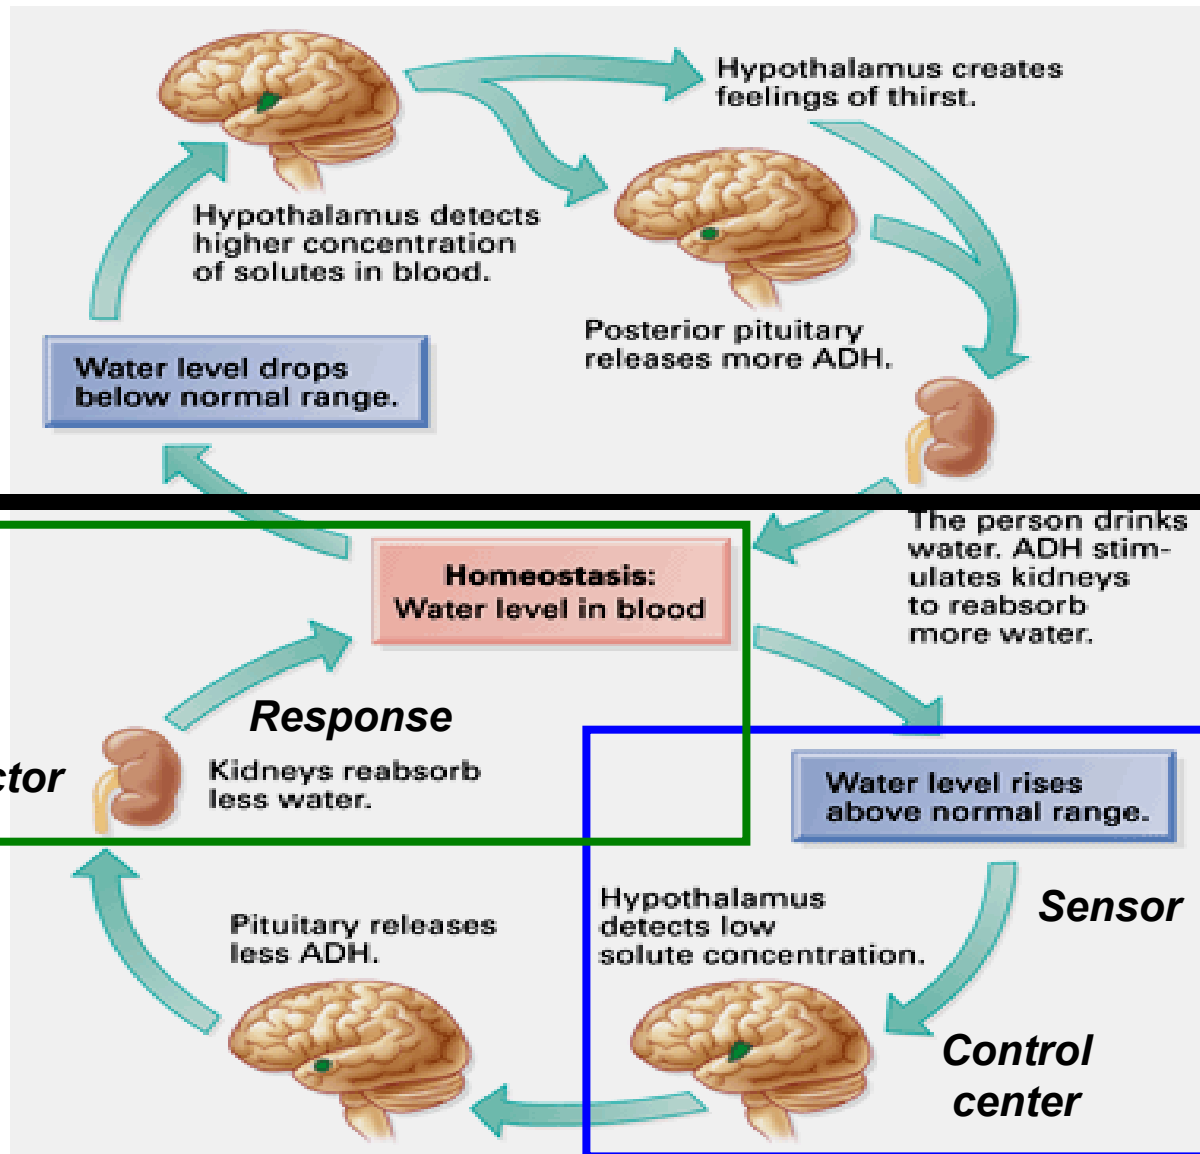 Hypothalamus creates
feelings of thirst.
Hypothalamus detects
higher concentration
of solutes in blood.
Posterior pituitary
releases more ADH.
Water level drops
below normal range.
The person drinks
water. ADH stim-
ulates kidneys
to reabsorb
more water.
Homeostasis:
Water level in blood
Response
ctor
Kidneys reabsorb
less water.
Water level rises
above normal range.
Sensor
Hypothalamus
detects low
solute concentration.
Pituitary releases
less ADH.
Control
center